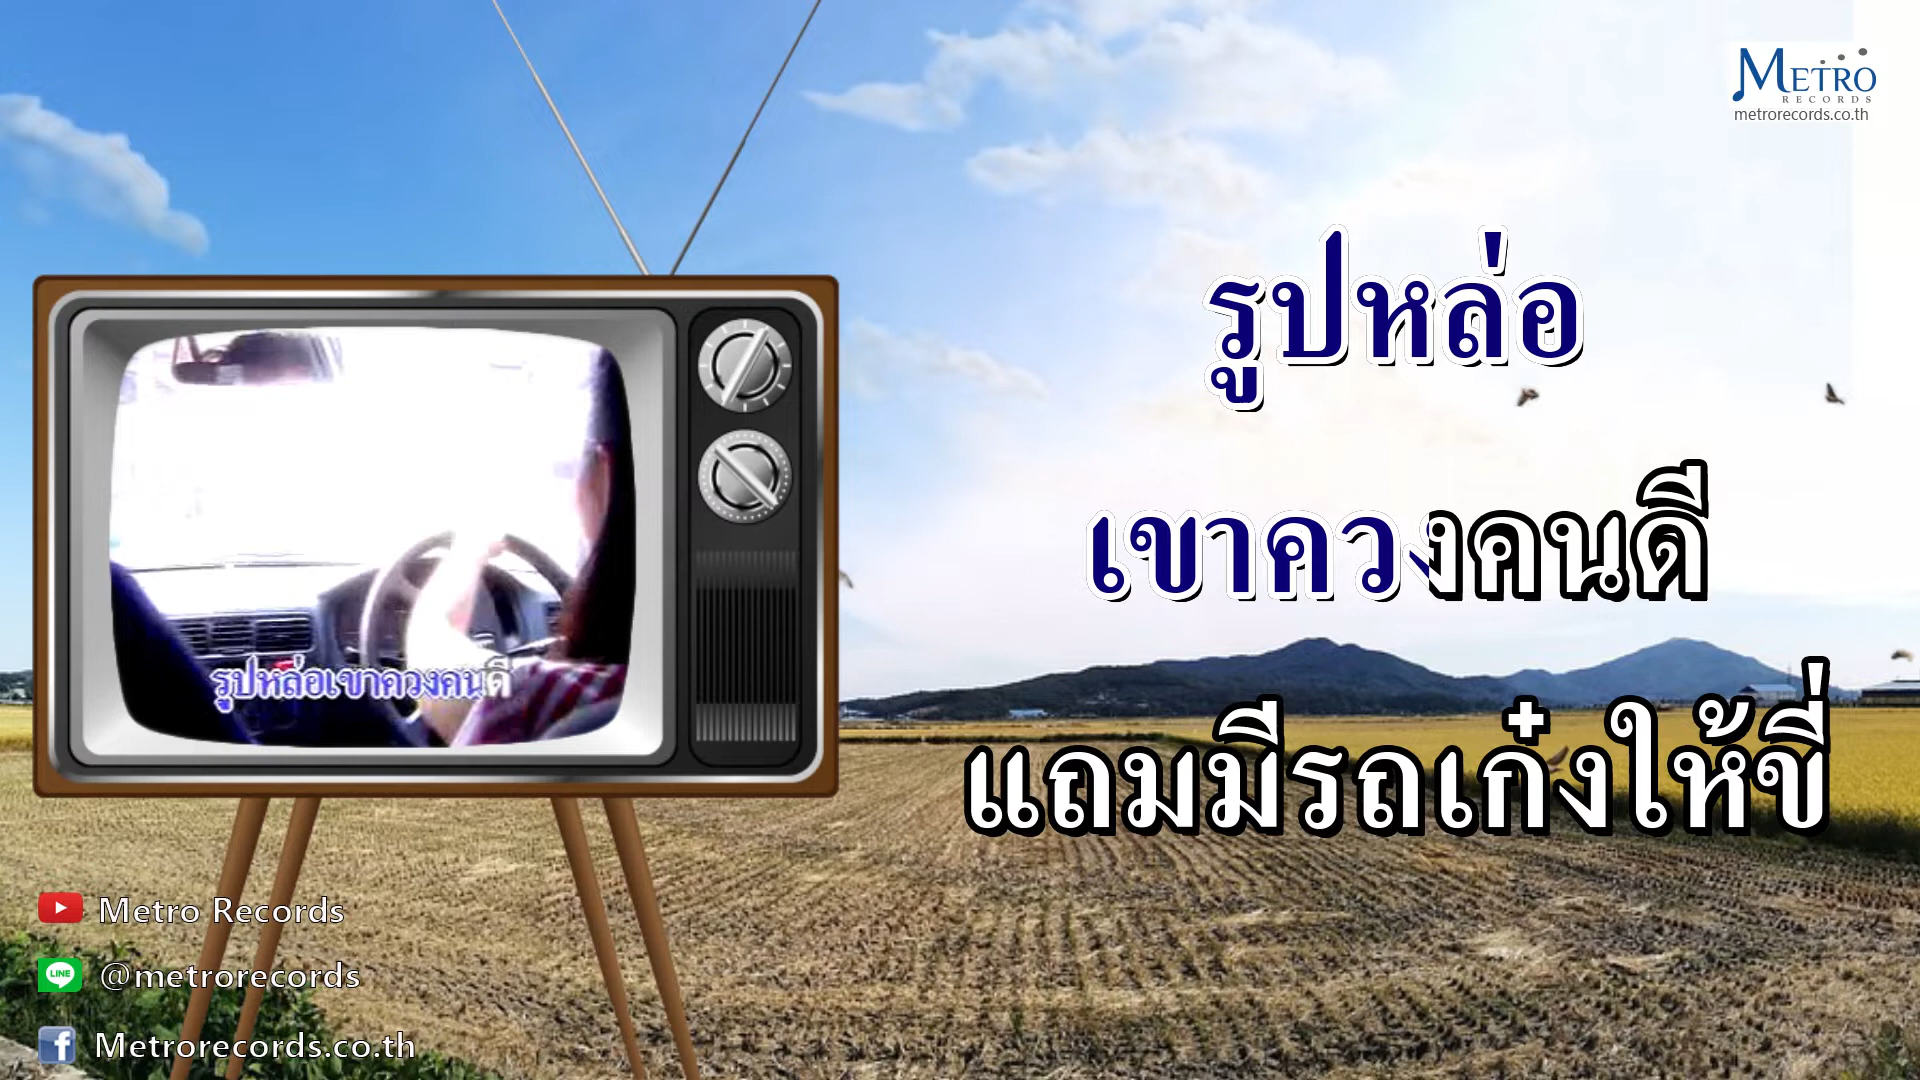 METRO
RECORDS
metrorecords.co.th
รูปหล่อ
เขาควงคนดี
แถมมีรถเก๋งให้ขี่
รูปหล่อเขาควงคนดี
Metro Records
LINE
@metrorecords
f
Metrorecords.co.th